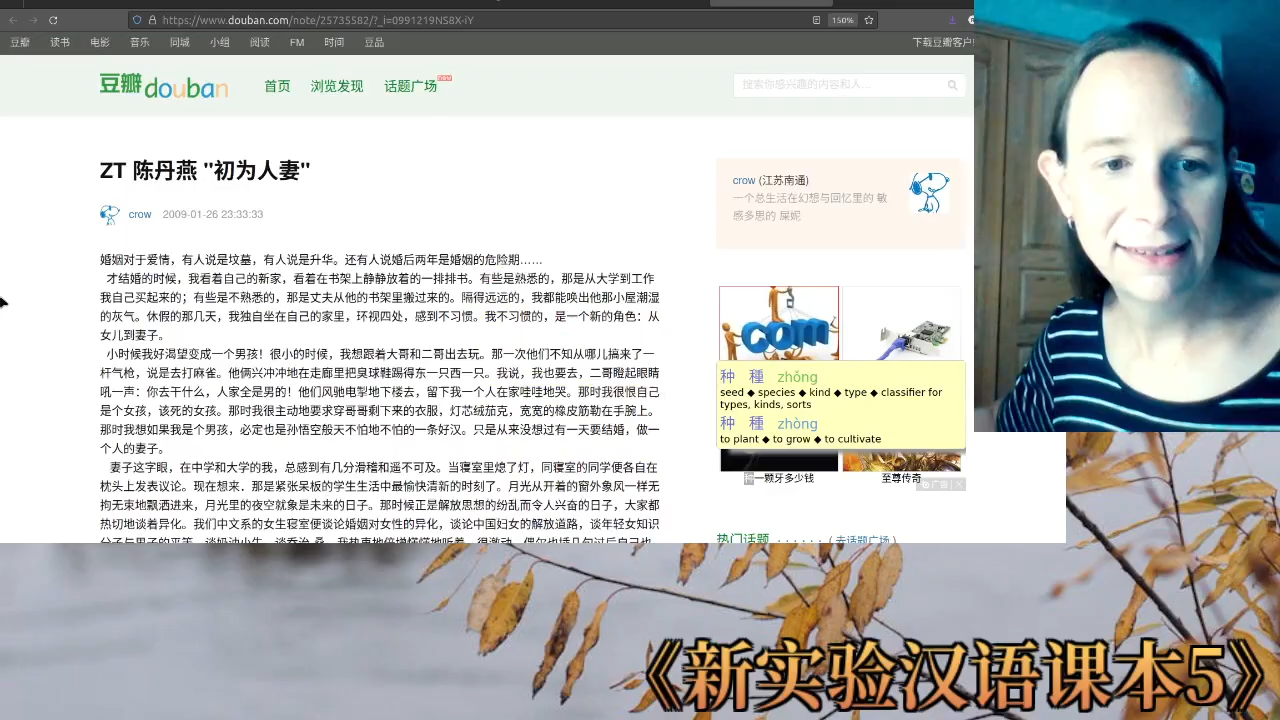 https://www.douban.com/note/25735582/?_i=0991219NS8X-iY
150%
豆瓣 读书 电影 音乐 同城 小组 阅读 FM 时间 豆品
下载豆瓣客户端
豆瓣 douban
首页 浏览发现 话题广场 new
搜索你感兴趣的内容和人...
ZT 陈丹燕 "初为人妻"
crow 2009-01-26 23:33:33
婚姻对于爱情，有人说是坟墓，有人说是升华。还有人说婚后两年是婚姻的危险期……
才结婚的时候，我看着自己的新家，看着在书架上静静放着的一排排书。有些是熟悉的，那是从大学到工作
我自己买起来的；有些是不熟悉的，那是丈夫从他的书架里搬过来的。隔得远远的，我都能唤出他那小屋潮湿
的灰气。休假的那几天，我独自坐在自己的家里，环视四处，感到不习惯。我不习惯的，是一个新的角色：从
女儿到妻子。
小时候我好渴望变成一个男孩！很小的时候，我想跟着大哥和二哥出去玩。那一次他们不知从哪儿搞来了一
杆气枪，说是去打麻雀。他俩兴冲冲地在走廊里把臭球鞋踢得东一只西一只。我说，我也要去，二哥瞪起眼睛
吼一声：你去干什么，人家全是男的！他们风驰电掣地下楼去，留下我一个人在家哇哇地哭。那时我很恨自己
是个女孩，该死的女孩。那时我很主动地要求穿哥哥剩下来的衣服，灯芯绒茄克，宽宽的橡皮筋勒在手腕上。
那时我想如果我是个男孩，必定也是孙悟空般天不怕地不怕的一条好汉。只是从来没想过有一天要结婚，做一
个人的妻子。
妻子这字眼，在中学和大学的我，总感到有几分滑稽和遥不可及。当寝室里熄了灯，同寝室的同学便各自在
枕头上发表议论。现在想来，那是紧张来的学生生活中最愉快清新的时刻了。月光从开着的窗外象风一样无
拘无束地飘洒进来，月光里的夜空就象是未来的日子。那时候正是解放思想的纷乱而令人兴奋的日子，大家都
热切地谈着异化。我们中文系的女生寝室便谈论婚姻对女性的异化，谈论中国妇女的解放道路，谈年轻女知识
crow (江苏南通)
一个总生活在幻想与回忆里的 敏
感多思的 屎妮
com
种 種 zhǒng
seed ◆ species ◆ kind ◆ type ◆ classifier for
types, kinds, sorts
种 種 zhòng
to plant ◆ to grow ◆ to cultivate
种一颗牙多少钱
至尊传奇
广告
热门话题 · · · · · · ( 去话题广场 )
《新实验汉语课本5》